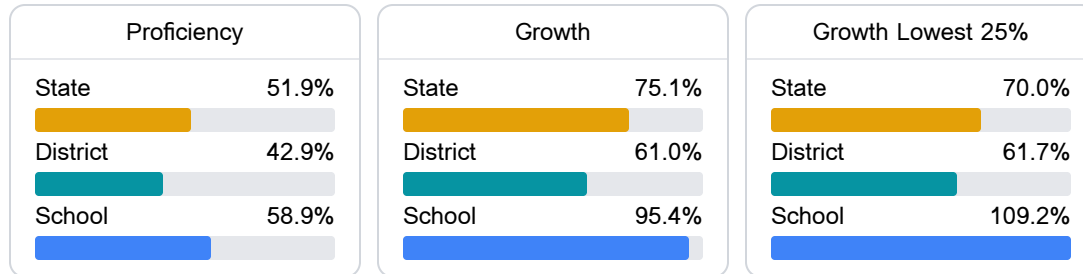 Proficiency
State 51.9%
District 42.9%
School 58.9%
Growth
State 75.1%
District 61.0%
School 95.4%
Growth Lowest 25%
State 70.0%
District 61.7%
School 109.2%